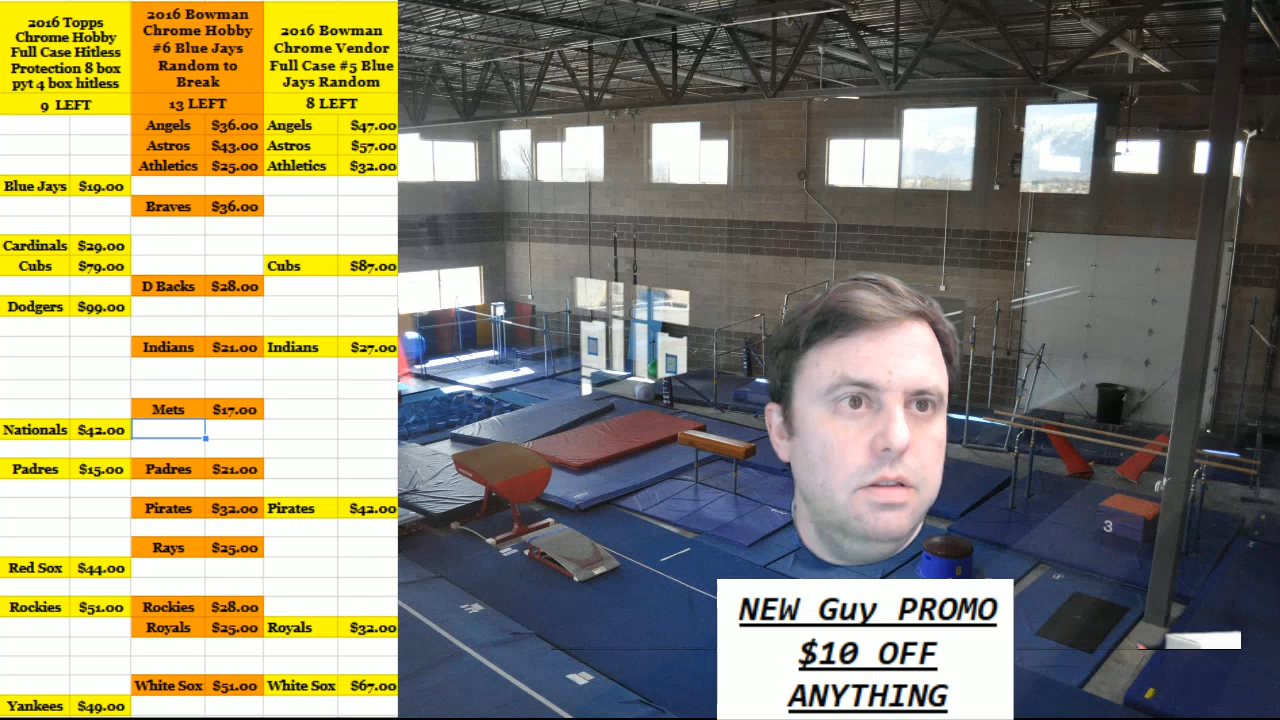 2016 Topps
Chrome Hobby
Full Case Hitless
Protection 8 box
pyt 4 box hitless
9 LEFT
2016 Bowman
Chrome Hobby
#6 Blue Jays
Random to
Break
13 LEFT
2016 Bowman
Chrome Vendor
Full Case #5 Blue
Jays Random
8 LEFT
Angels $36.00 Angels $47.00
Astros $43.00 Astros $57.00
Athletics $25.00 Athletics $32.00
Blue Jays $19.00
Braves $36.00
Cardinals $29.00
Cubs $79.00 Cubs $87.00
D Backs $28.00
Dodgers $99.00
Indians $21.00 Indians $27.00
Mets $17.00
Nationals $42.00
Padres $15.00 Padres $21.00
Pirates $32.00 Pirates $42.00
Rays $25.00
Red Sox $44.00
Rockies $51.00 Rockies $28.00
Royals $25.00 Royals $32.00
White Sox $51.00 White Sox $67.00
Yankees $49.00
3
NEW Guy PROMO
$10 OFF
ANYTHING